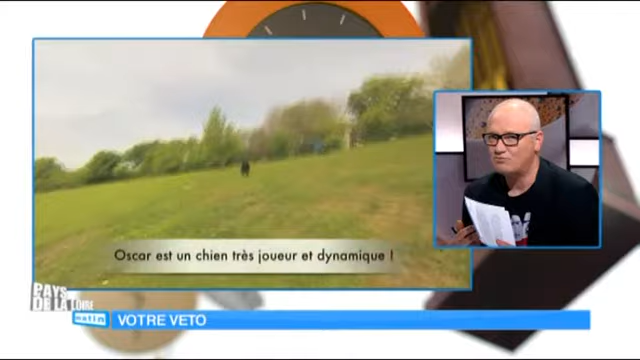 Oscar est un chien très joueur et dynamique !
PAYS
DE LA LOIRE
matin
VOTRE VETO